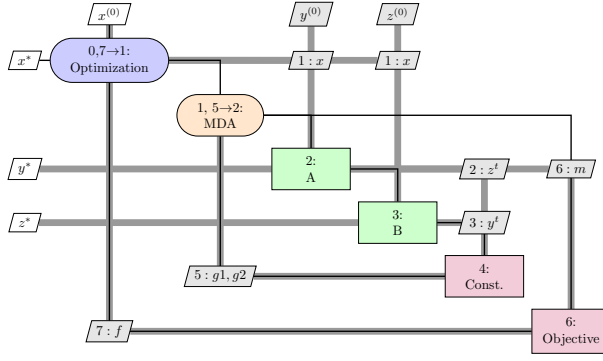 x^(0)
y^(0)
z^(0)
x*
0,7→1:
Optimization
1 : x
1 : x
1, 5→2:
MDA
y*
2:
A
2 : z^t
6 : m
z*
3:
B
3 : y^t
5 : g1, g2
4:
Const.
7 : f
6:
Objective